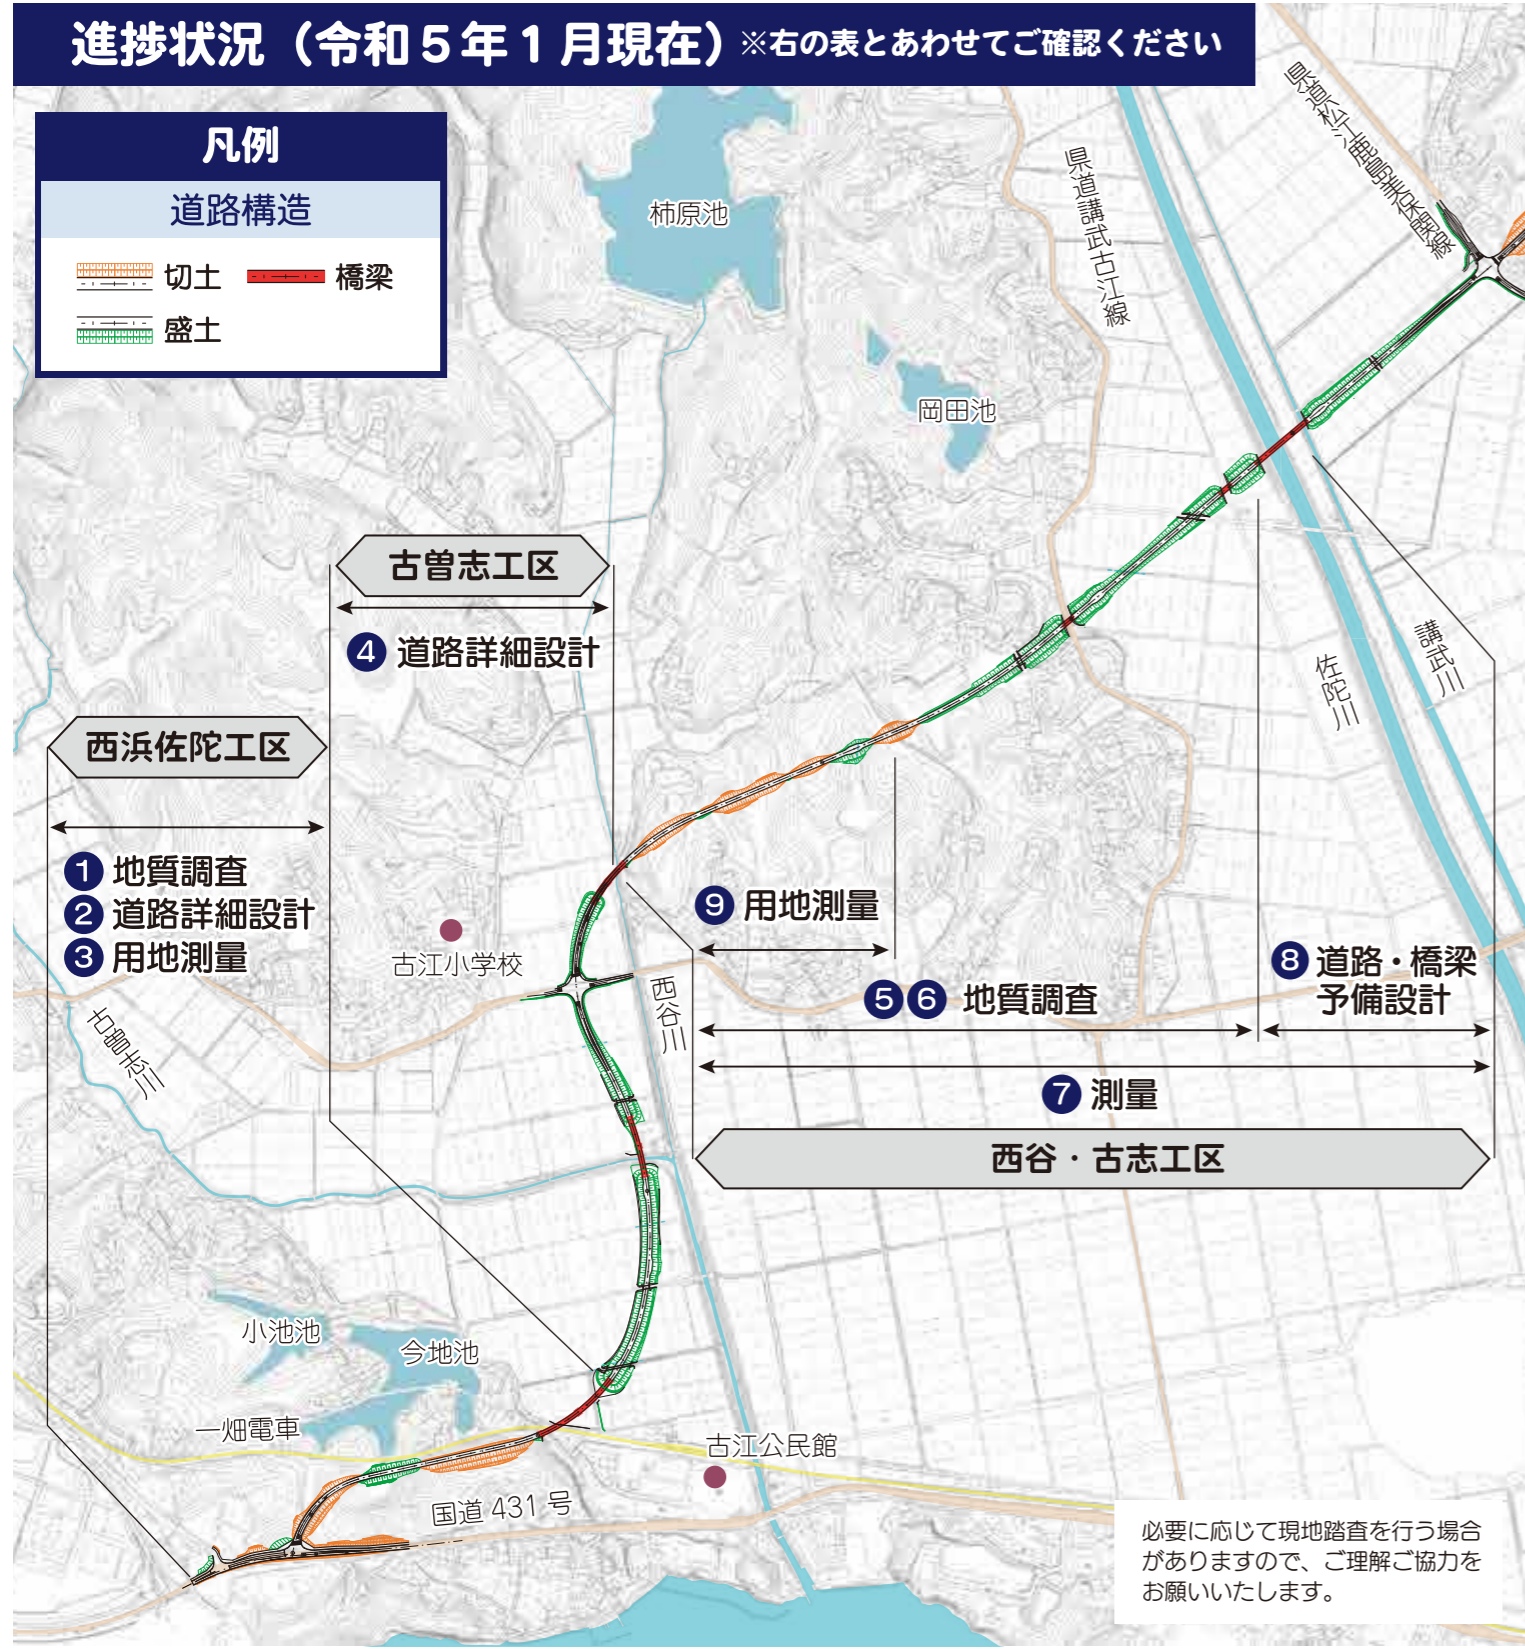 進捗状況（令和5年1月現在）※右の表とあわせてご確認ください
凡例
道路構造
切土
橋梁
盛土
柿原池
岡田池
県道講武古江線
県道松江鹿島美保関線
古曽志工区
④ 道路詳細設計
西浜佐陀工区
① 地質調査
② 道路詳細設計
③ 用地測量
佐陀川
講武川
古江小学校
西谷川
古曽志川
⑨ 用地測量
⑤⑥ 地質調査
⑧ 道路・橋梁
予備設計
⑦ 測量
西谷・古志工区
小池池
今地池
一畑電車
古江公民館
国道431号
必要に応じて現地踏査を行う場合
がありますので、ご理解ご協力を
お願いいたします。